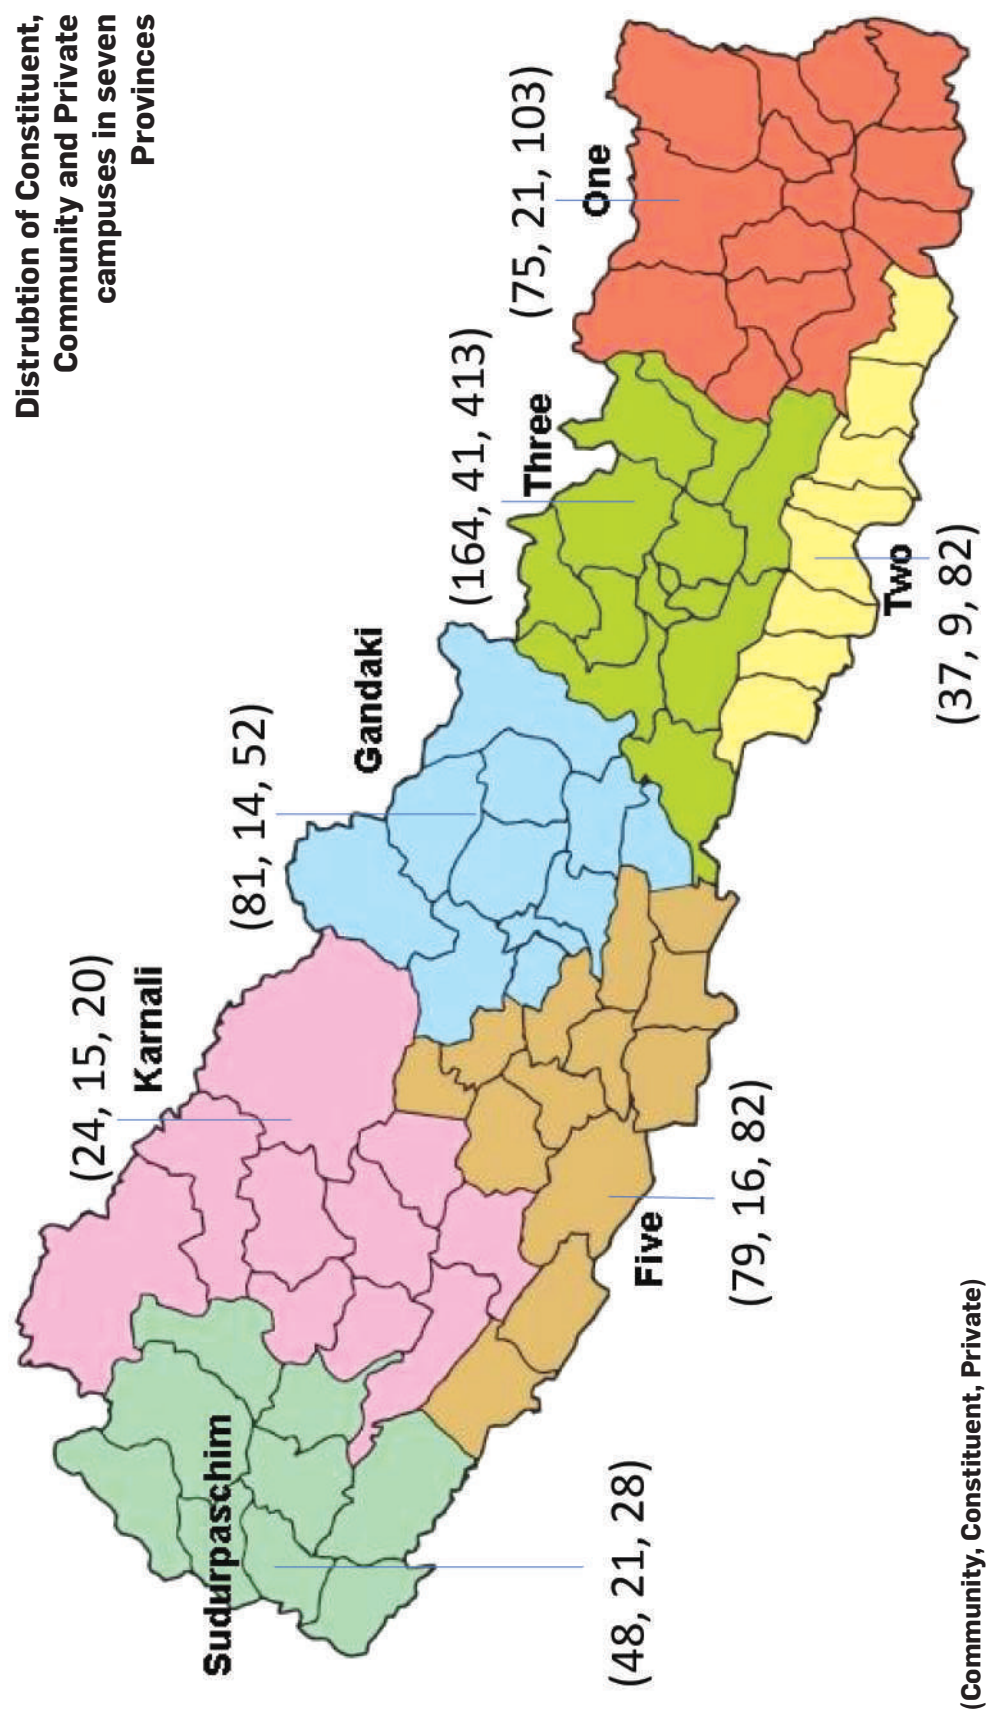 Distrubtion of Constituent,
Community and Private
campuses in seven
Provinces
(24, 15, 20)
Karnali
(81, 14, 52)
Gandaki
(164, 41, 413)
Three
(75, 21, 103)
One
Sudurpaschim
(48, 21, 28)
Five
(79, 16, 82)
Two
(37, 9, 82)
(Community, Constituent, Private)